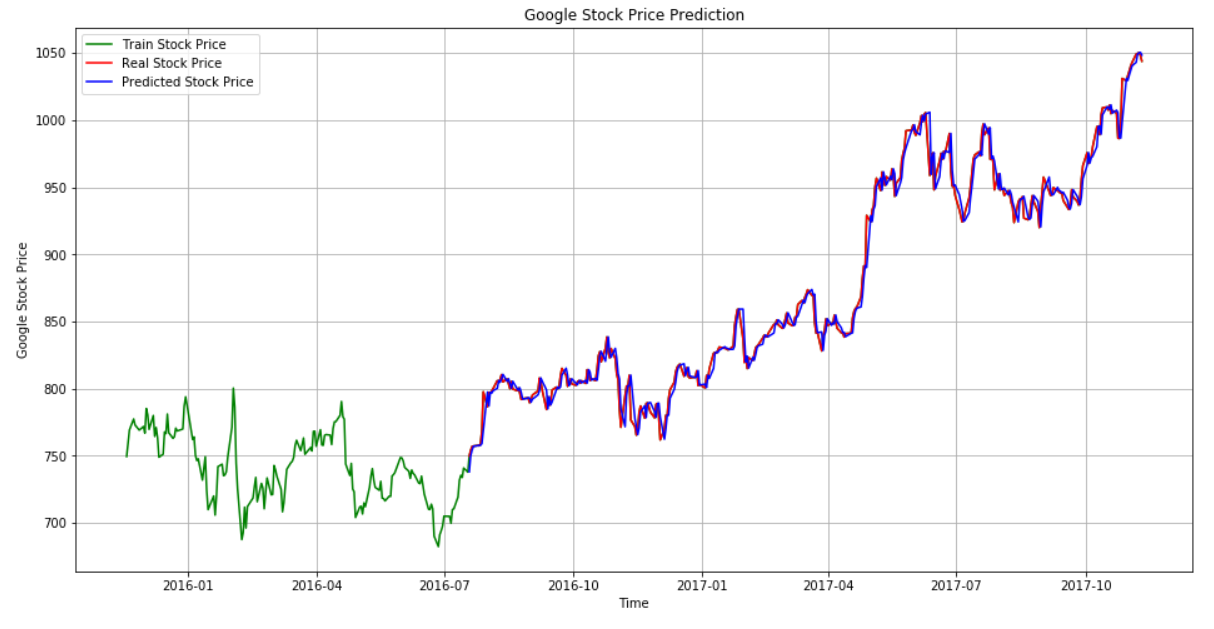 Google Stock Price Prediction
Train Stock Price
Real Stock Price
Predicted Stock Price
1050
1000
950
900
850
800
750
700
Google Stock Price
2016-01 2016-04 2016-07 2016-10 2017-01 2017-04 2017-07 2017-10
Time